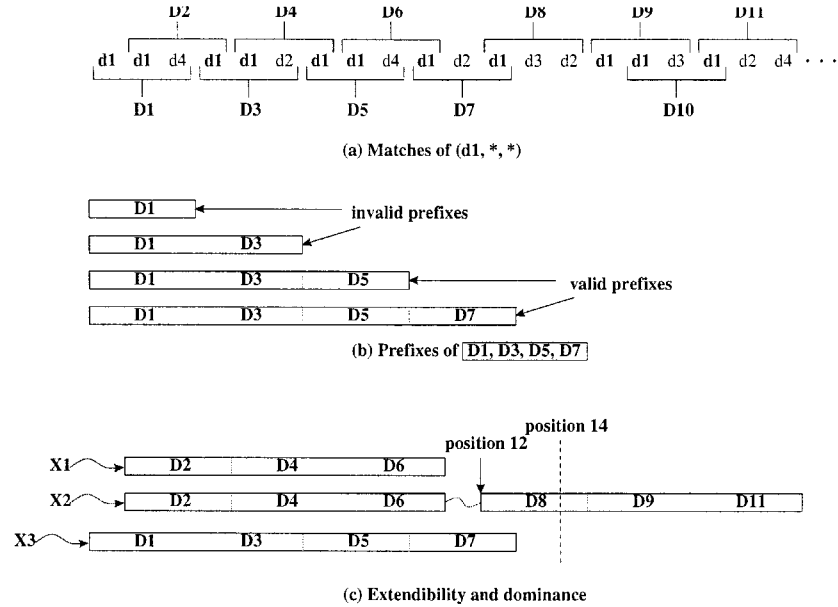 D2 D4 D6 D8 D9 D11
d1 d1 d4 d1 d1 d2 d1 d1 d4 d1 d2 d1 d3 d2 d1 d1 d3 d1 d2 d4 . . .
D1 D3 D5 D7 D10
(a) Matches of (d1, *, *)
D1
invalid prefixes
D1 D3
D1 D3 D5
valid prefixes
D1 D3 D5 D7
(b) Prefixes of D1, D3, D5, D7
position 14
position 12
X1 D2 D4 D6
X2 D2 D4 D6 D8 D9 D11
X3 D1 D3 D5 D7
(c) Extendibility and dominance